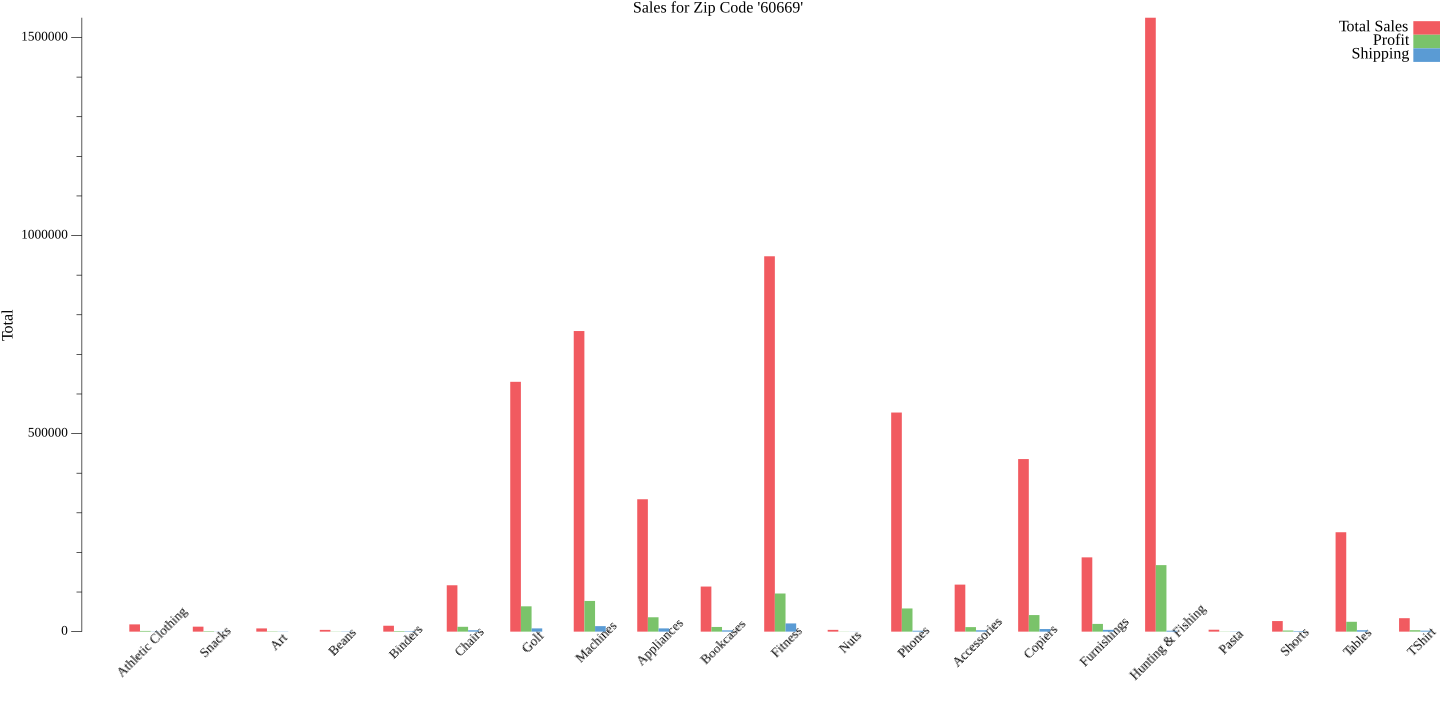 Sales for Zip Code '60669'
Total Sales
Profit
Shipping
1500000
1000000
500000
0
Total
Athletic Clothing
Snacks
Art
Beans
Binders
Chairs
Golf
Machines
Appliances
Bookcases
Fitness
Nuts
Phones
Accessories
Copiers
Furnishings
Hunting & Fishing
Pasta
Shorts
Tables
TShirt